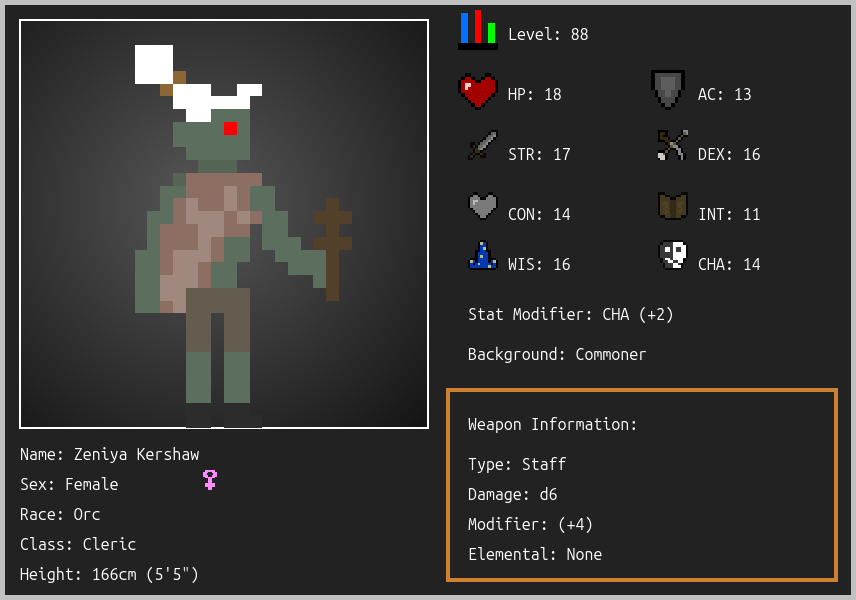 Level: 88
HP: 18
AC: 13
STR: 17
DEX: 16
CON: 14
INT: 11
WIS: 16
CHA: 14
Stat Modifier: CHA (+2)
Background: Commoner
Weapon Information:
Type: Staff
Damage: d6
Modifier: (+4)
Elemental: None
Name: Zeniya Kershaw
Sex: Female
Race: Orc
Class: Cleric
Height: 166cm (5'5")